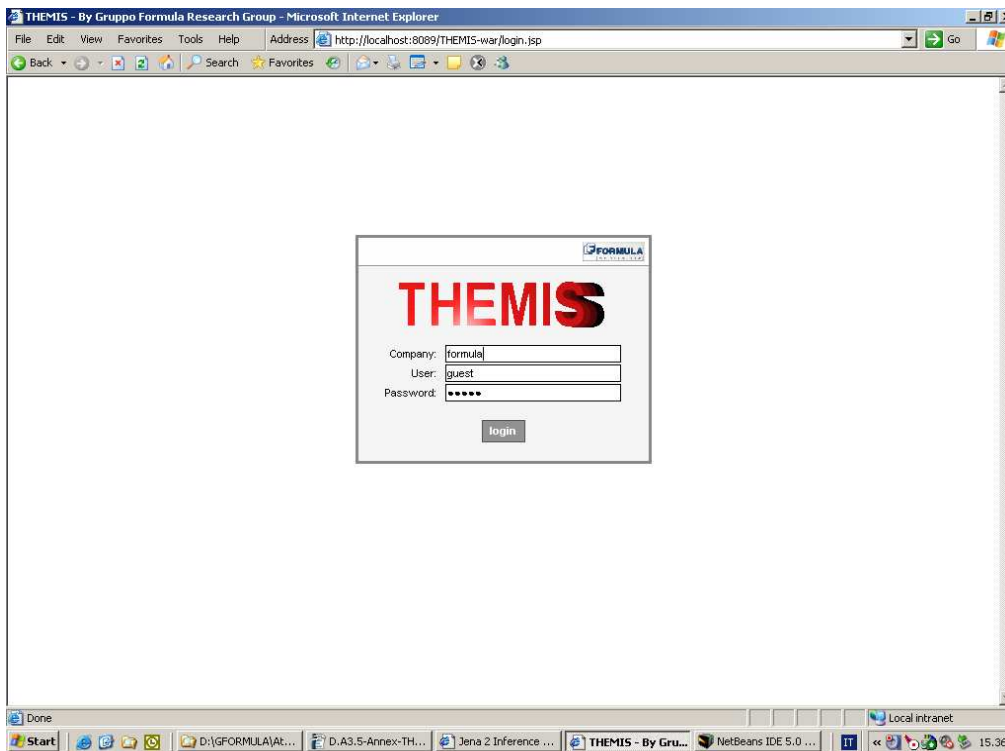 THEMIS - By Gruppo Formula Research Group - Microsoft Internet Explorer
File Edit View Favorites Tools Help Address http://localhost:8089/THEMIS-war/login.jsp Go
Back Search Favorites
FORMULA
THEMIS
Company: formula
User: guest
Password: •••••
login
Done Local intranet
Start D:\GFORMULA\At... D.A3.5-Annex-TH... Jena 2 Inference ... THEMIS - By Gru... NetBeans IDE 5.0 ... IT « 15.2